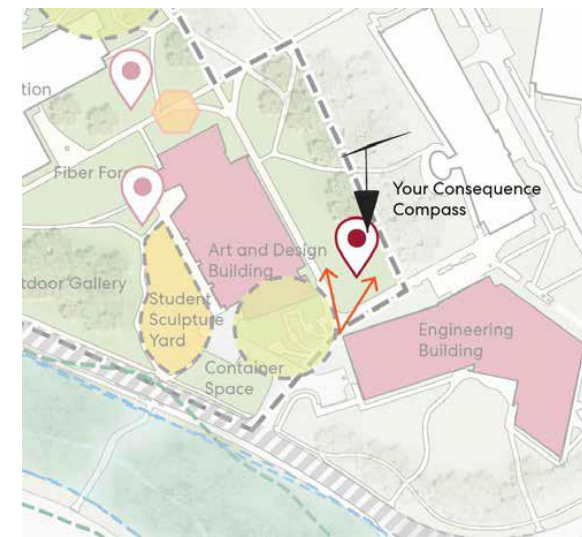 tion
Fiber For
Your Consequence
Compass
Art and Design
Building
tdoor Gallery
Student
Sculpture
Yard
Engineering
Building
Container
Space